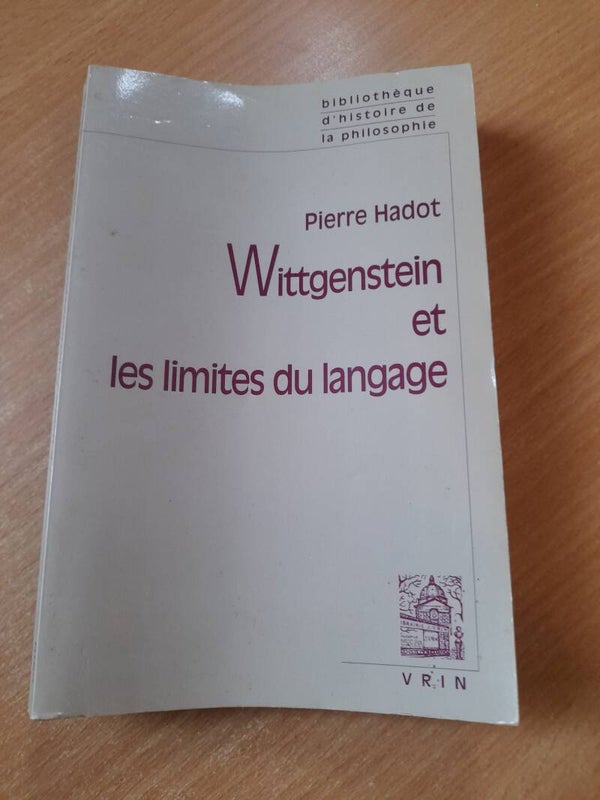 bibliothèque
d'histoire de
la philosophie
Pierre Hadot
Wittgenstein
et
les limites du langage
VRIN